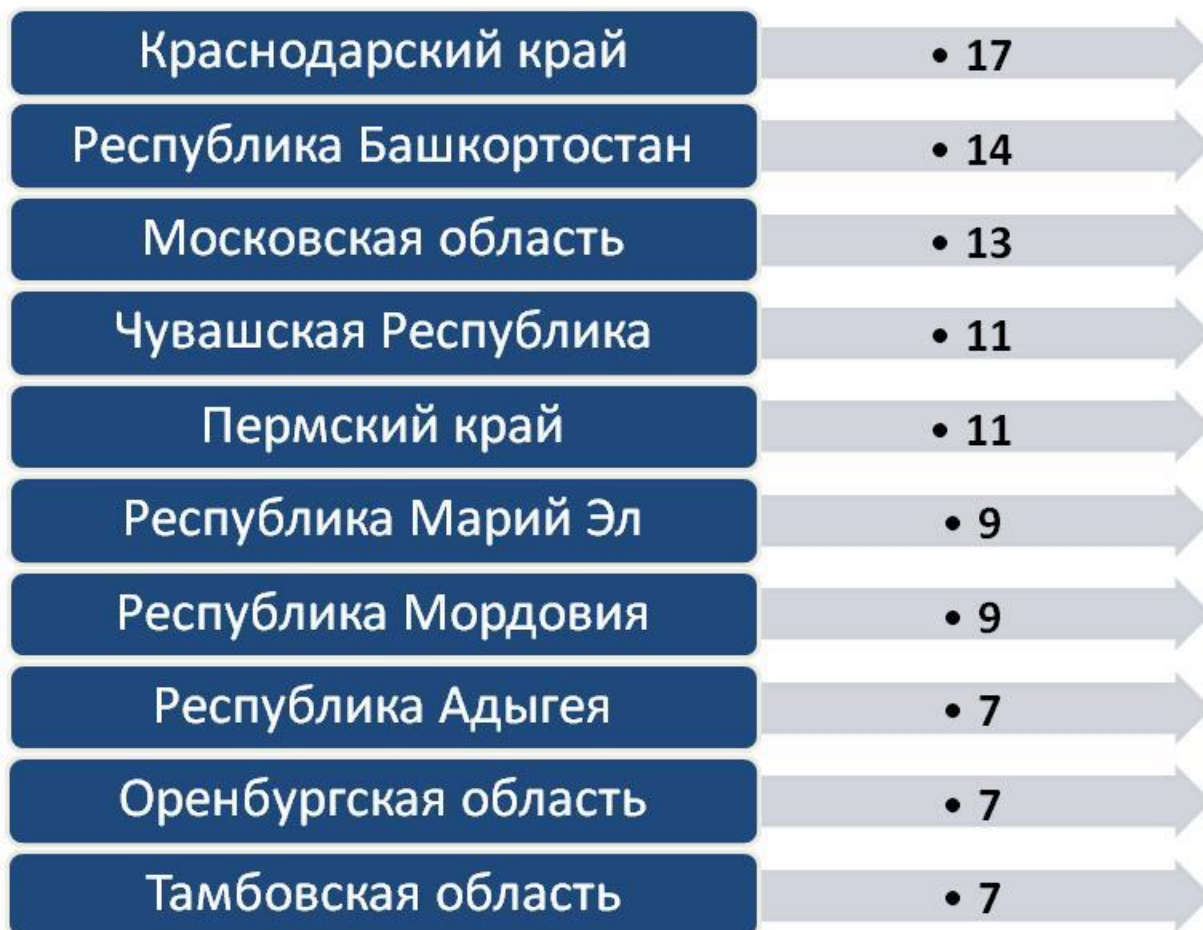 Краснодарский край • 17
Республика Башкортостан • 14
Московская область • 13
Чувашская Республика • 11
Пермский край • 11
Республика Марий Эл • 9
Республика Мордовия • 9
Республика Адыгея • 7
Оренбургская область • 7
Тамбовская область • 7